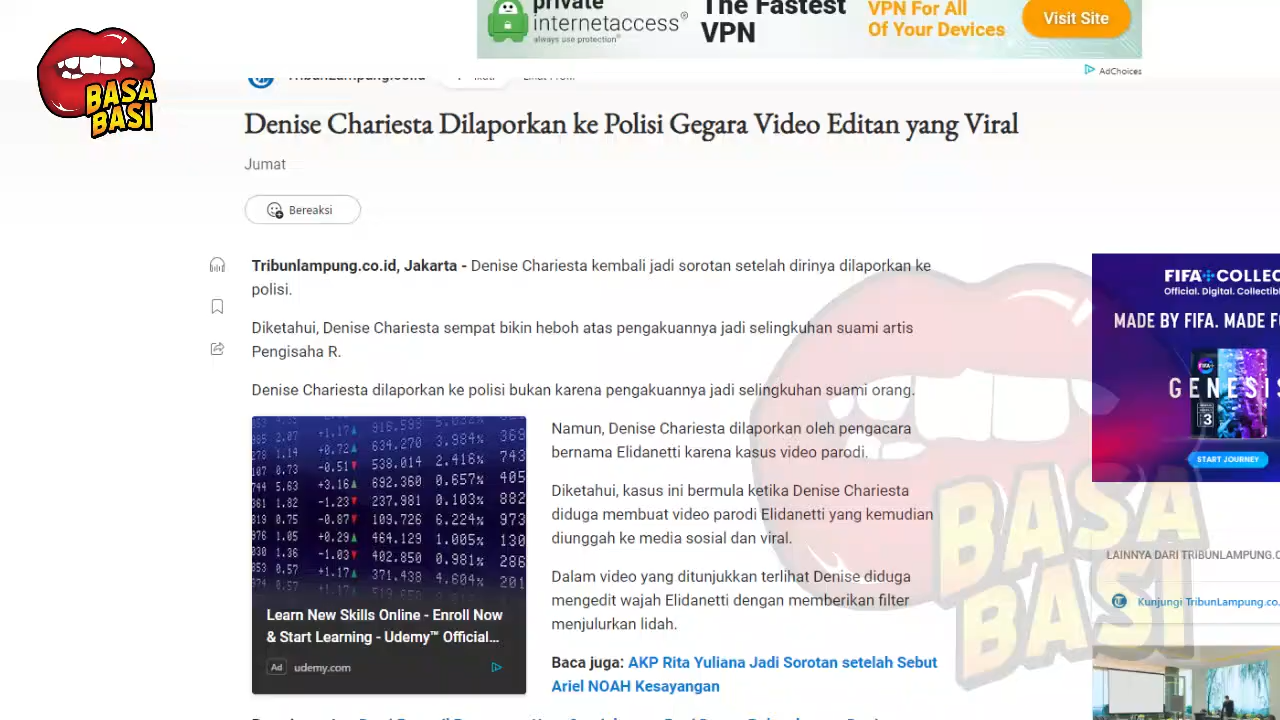 private
internetaccess®
always use protection®
The Fastest
VPN
VPN For All
Of Your Devices
Visit Site
AdChoices
BASA
BASI
Tribunlampung.co.id
Denise Chariesta Dilaporkan ke Polisi Gegara Video Editan yang Viral
Jumat
Bereaksi
Tribunlampung.co.id, Jakarta - Denise Chariesta kembali jadi sorotan setelah dirinya dilaporkan ke
polisi.
Diketahui, Denise Chariesta sempat bikin heboh atas pengakuannya jadi selingkuhan suami artis
Pengisaha R.
Denise Chariesta dilaporkan ke polisi bukan karena pengakuannya jadi selingkuhan suami orang.
Namun, Denise Chariesta dilaporkan oleh pengacara
bernama Elidanetti karena kasus video parodi.
Diketahui, kasus ini bermula ketika Denise Chariesta
diduga membuat video parodi Elidanetti yang kemudian
diunggah ke media sosial dan viral.
Dalam video yang ditunjukkan terlihat Denise diduga
mengedit wajah Elidanetti dengan memberikan filter
menjulurkan lidah.
Baca juga: AKP Rita Yuliana Jadi Sorotan setelah Sebut
Ariel NOAH Kesayangan
Learn New Skills Online - Enroll Now
& Start Learning - Udemy™ Official...
Ad udemy.com
FIFA+ COLLEC
Official. Digital. Collectib
MADE BY FIFA. MADE FO
GENESIS
3
START JOURNEY
LAINNYA DARI TRIBUNLAMPUNG.C
Kunjungi TribunLampung.co.
BASA
BASI